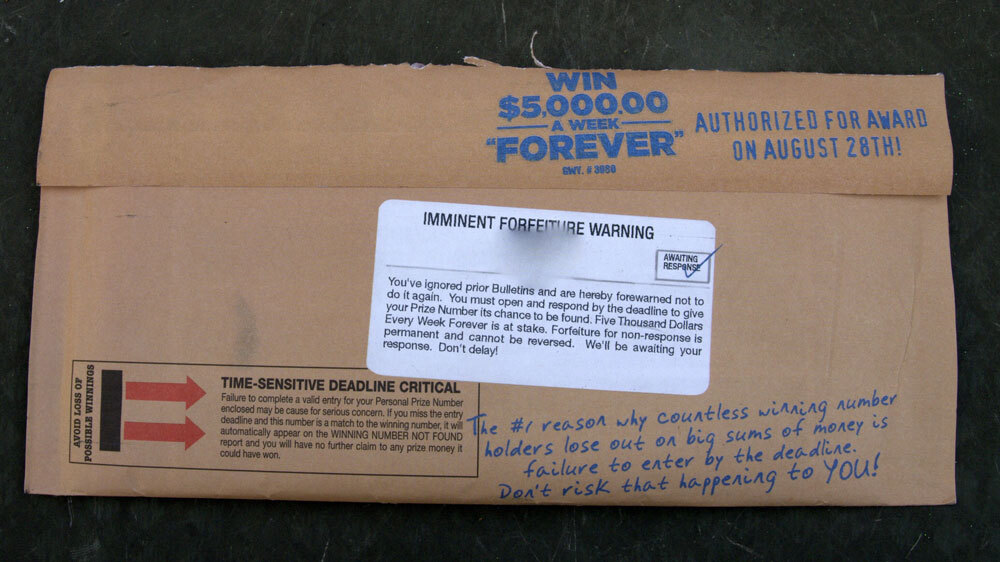 WIN
$5,000.00
A WEEK
"FOREVER"
GWY. # 3080
AUTHORIZED FOR AWARD
ON AUGUST 28TH!
IMMINENT FORFEITURE WARNING
AWAITING
RESPONSE
You've ignored prior Bulletins and are hereby forewarned not to
do it again. You must open and respond by the deadline to give
your Prize Number its chance to be found. Five Thousand Dollars
Every Week Forever is at stake. Forfeiture for non-response is
permanent and cannot be reversed. We'll be awaiting your
response. Don't delay!
AVOID LOSS OF
POSSIBLE WINNINGS
TIME-SENSITIVE DEADLINE CRITICAL
Failure to complete a valid entry for your Personal Prize Number
enclosed may be cause for serious concern. If you miss the entry
deadline and this number is a match to the winning number, it will
automatically appear on the WINNING NUMBER NOT FOUND
report and you will have no further claim to any prize money it
could have won.
The #1 reason why countless winning number
holders lose out on big sums of money is
failure to enter by the deadline.
Don't risk that happening to YOU!